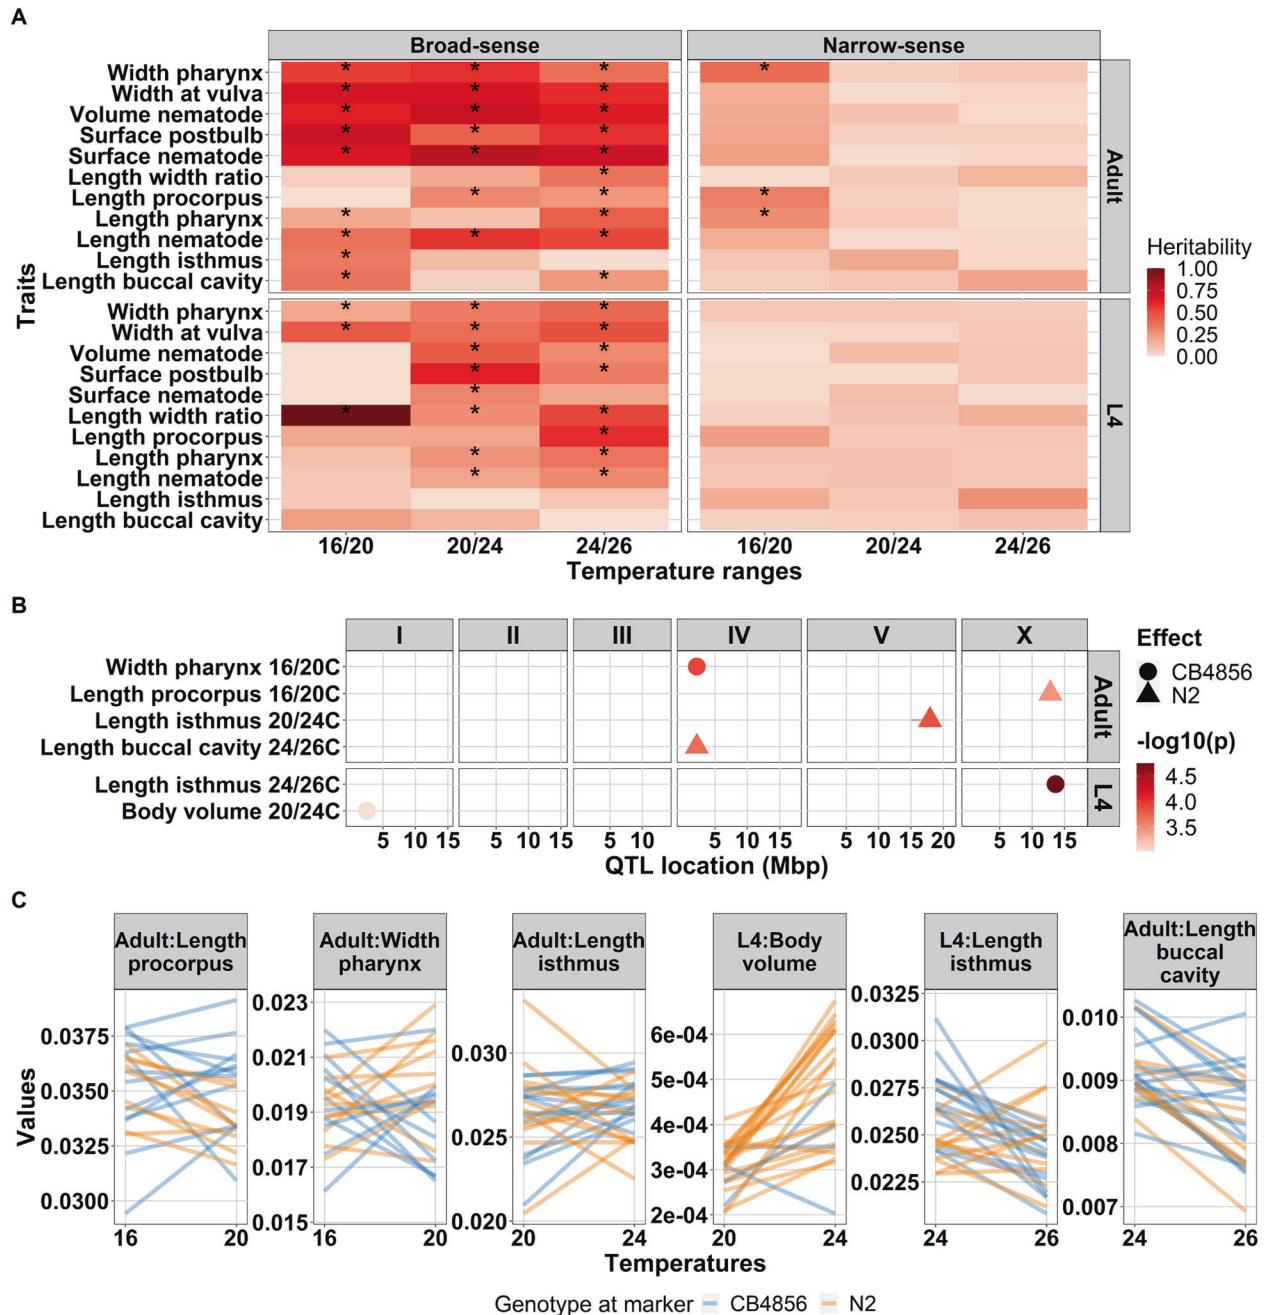 A
Broad-sense
Narrow-sense
Width pharynx * * * *
Width at vulva * * *
Volume nematode * * *
Surface postbulb * * *
Surface nematode * * *
Length width ratio *
Length procorpus * * *
Length pharynx * * *
Length nematode * * *
Length isthmus *
Length buccal cavity * *
Adult
Width pharynx * * *
Width at vulva * * *
Volume nematode * *
Surface postbulb * *
Surface nematode *
Length width ratio * * *
Length procorpus *
Length pharynx * *
Length nematode * *
Length isthmus
Length buccal cavity
L4
Traits
16/20 20/24 24/26 16/20 20/24 24/26
Temperature ranges
Heritability
1.00
0.75
0.50
0.25
0.00
B
I II III IV V X
Width pharynx 16/20C
Length procorpus 16/20C
Length isthmus 20/24C
Length buccal cavity 24/26C
Adult
Length isthmus 24/26C
Body volume 20/24C
L4
5 10 15 5 10 15 5 10 5 10 15 5 10 15 20 5 10 15
QTL location (Mbp)
Effect
CB4856
N2
-log10(p)
4.5
4.0
3.5
C
Values
Adult:Length
procorpus
0.0375
0.0350
0.0325
0.0300
16 20
Adult:Width
pharynx
0.023
0.021
0.019
0.017
0.015
16 20
Adult:Length
isthmus
0.030
0.025
0.020
20 24
L4:Body
volume
6e-04
5e-04
4e-04
3e-04
2e-04
20 24
L4:Length
isthmus
0.0325
0.0300
0.0275
0.0250
0.0225
24 26
Adult:Length
buccal
cavity
0.010
0.009
0.008
0.007
24 26
Temperatures
Genotype at marker CB4856 N2